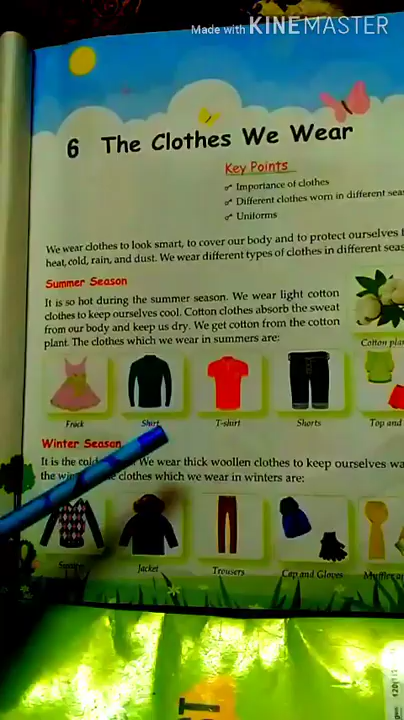 Made with KINEMASTER
6 The Clothes We Wear
Key Points
Importance of clothes
Different clothes worn in different
Uniforms
We wear clothes to look smart, to cover our body and to protect ourselves
heat, cold, rain, and dust. We wear different types of clothes in different
Summer Season
It is so hot during the summer season. We wear light cotton
clothes to keep ourselves cool. Cotton clothes absorb the sweat
from our body and keep us dry. We get cotton from the cotton
plant. The clothes which we wear in summers are:
Cotton
Frock Shirt T-shirt Shorts Top and
Winter Season
It is the We wear thick woollen clothes to keep ourselves
the clothes which we wear in winters are:
Jacket Trousers Cap and Gloves Muffler